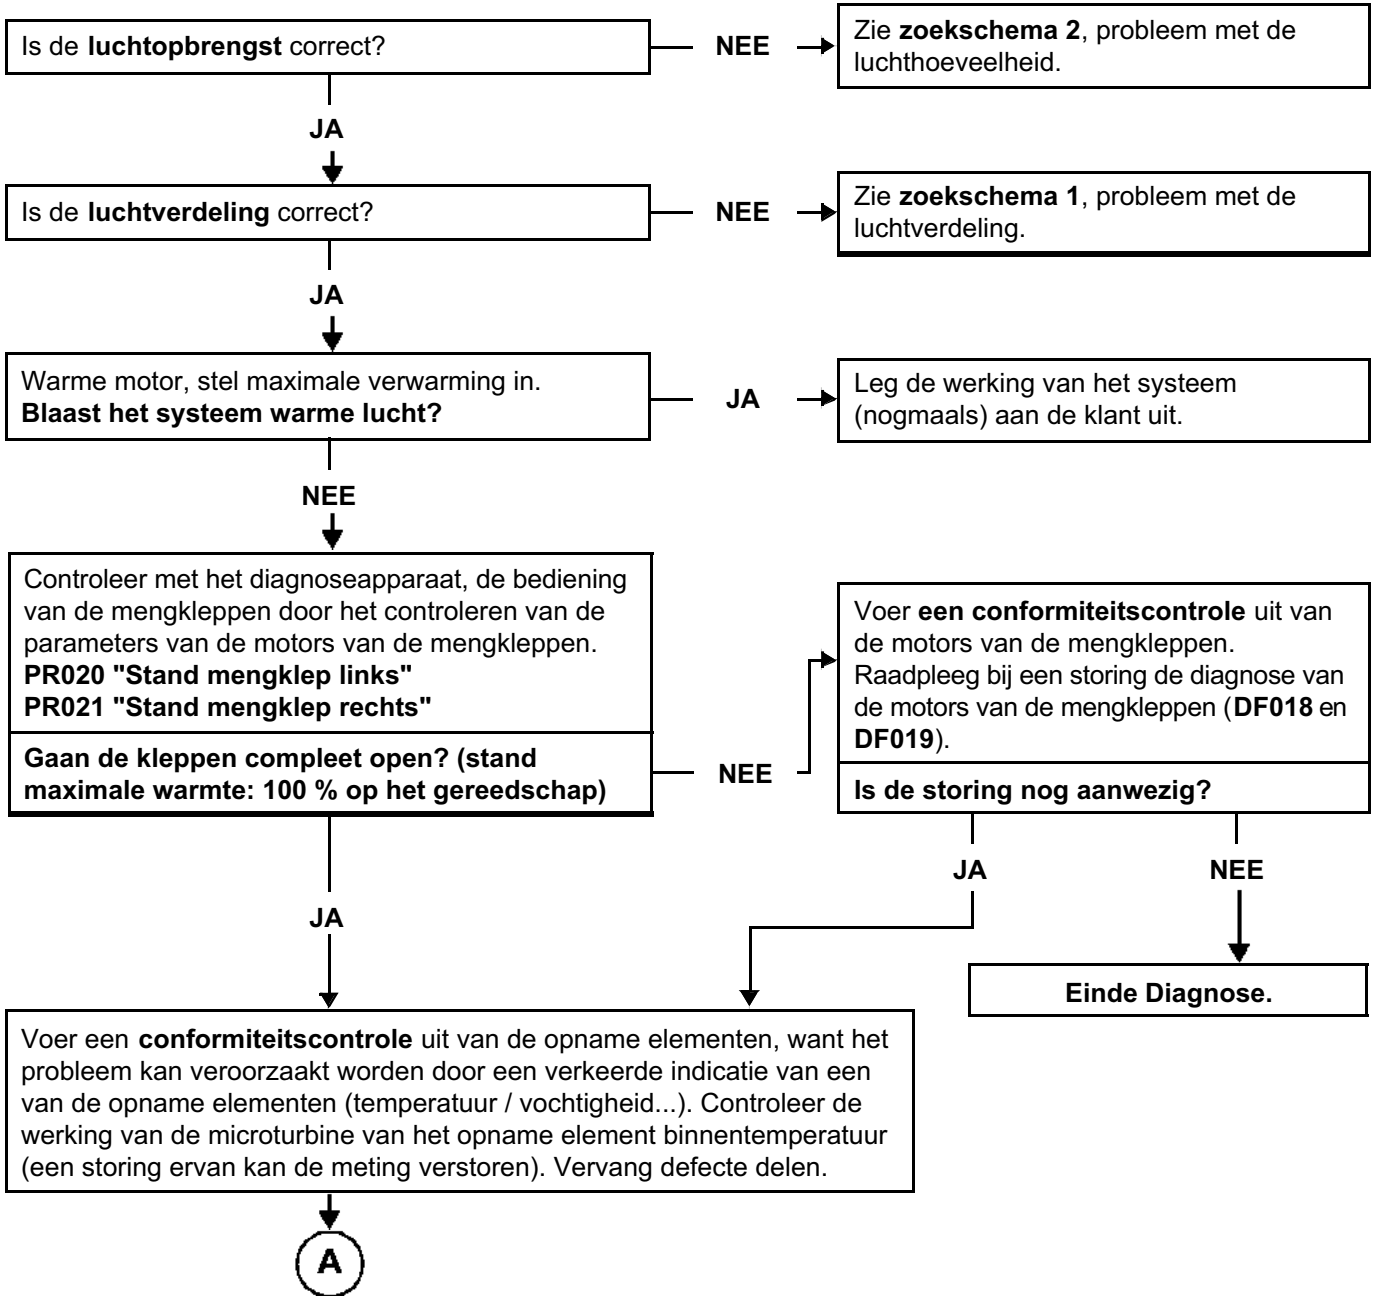 Is de luchtopbrengst correct?
NEE
Zie zoekschema 2, probleem met de
luchthoeveelheid.
JA
Is de luchtverdeling correct?
NEE
Zie zoekschema 1, probleem met de
luchtverdeling.
JA
Warme motor, stel maximale verwarming in.
Blaast het systeem warme lucht?
JA
Leg de werking van het systeem
(nogmaals) aan de klant uit.
NEE
Controleer met het diagnoseapparaat, de bediening
van de mengkleppen door het controleren van de
parameters van de motors van de mengkleppen.
PR020 "Stand mengklep links"
PR021 "Stand mengklep rechts"
Gaan de kleppen compleet open? (stand
maximale warmte: 100 % op het gereedschap)
NEE
Voer een conformiteitscontrole uit van
de motors van de mengkleppen.
Raadpleeg bij een storing de diagnose van
de motors van de mengkleppen (DF018 en
DF019).
Is de storing nog aanwezig?
JA
NEE
JA
Einde Diagnose.
Voer een conformiteitscontrole uit van de opname elementen, want het
probleem kan veroorzaakt worden door een verkeerde indicatie van een
van de opname elementen (temperatuur / vochtigheid...). Controleer de
werking van de microturbine van het opname element binnentemperatuur
(een storing ervan kan de meting verstoren). Vervang defecte delen.
A